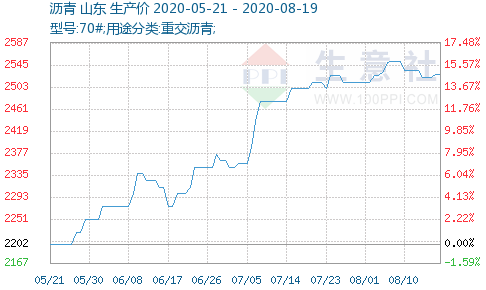 沥青 山东 生产价 2020-05-21 - 2020-08-19
型号:70#;用途分类:重交沥青;
2587 17.48%
2545 15.57%
2503 13.67%
2461 11.76%
2419 9.85%
2377 7.95%
2335 6.04%
2293 4.13%
2251 2.22%
2202 0.00%
2167 -1.59%
PPI
生意社
WWW.100PPI.COM
05/21 05/30 06/08 06/17 06/26 07/05 07/14 07/23 08/01 08/10